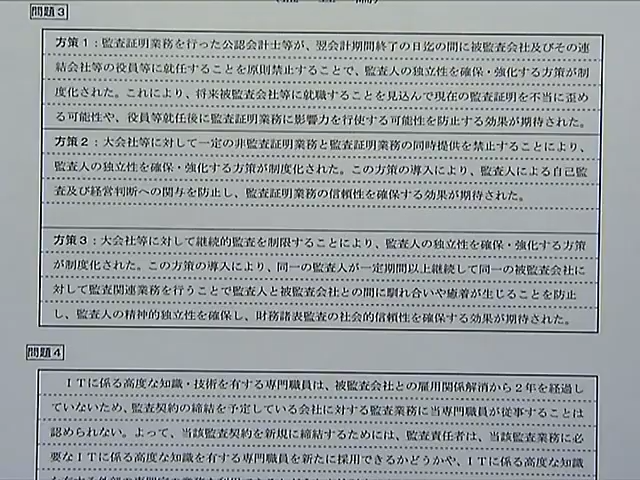 問題３
方策１：監査証明業務を行った公認会計士等が、翌会計期間終了の日迄の間に被監査会社及びその連
結会社等の役員等に就任することを原則禁止することで、監査人の独立性を確保・強化する方策が制
度化された。これにより、将来被監査会社等に就職することを見込んで現在の監査証明を不当に歪め
る可能性や、役員等就任後に監査証明業務に影響力を行使する可能性を防止する効果が期待された。
方策２：大会社等に対して一定の非監査証明業務と監査証明業務の同時提供を禁止することにより、
監査人の独立性を確保・強化する方策が制度化された。この方策の導入により、監査人による自己監
査及び経営判断への関与を防止し、監査証明業務の信頼性を確保する効果が期待された。
方策３：大会社等に対して継続的監査を制限することにより、監査人の独立性を確保・強化する方策
が制度化された。この方策の導入により、同一の監査人が一定期間以上継続して同一の被監査会社に
対して監査関連業務を行うことで監査人と被監査会社との間に馴れ合いや癒着が生じることを防止
し、監査人の精神的独立性を確保し、財務諸表監査の社会的信頼性を確保する効果が期待された。
問題４
ＩＴに係る高度な知識・技術を有する専門職員は、被監査会社との雇用関係解消から２年を経過し
ていないため、監査契約の締結を予定している会社に対する監査業務に当専門職員が従事することは
認められない。よって、当該監査契約を新規に締結するためには、監査責任者は、当該監査業務に必
要なＩＴに係る高度な知識を有する専門職員を新たに採用できるかどうかや、ＩＴに係る高度な知識